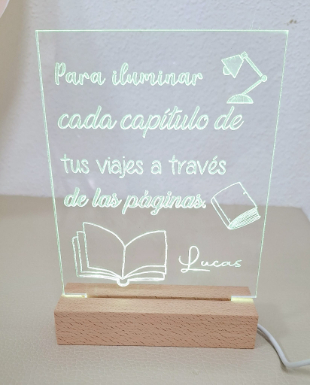 Para iluminar
cada capítulo de
tus viajes a través
de las páginas.
Lucas